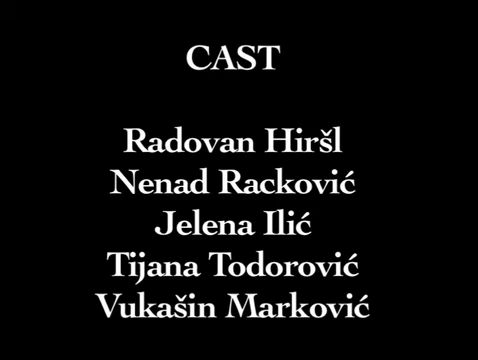 CAST
Radovan Hiršl
Nenad Racković
Jelena Ilić
Tijana Todorović
Vukašin Marković